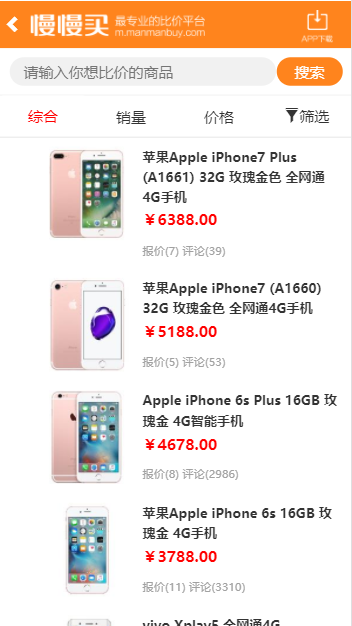 慢慢买 最专业的比价平台
m.manmanbuy.com
APP下载
请输入你想比价的商品 搜索
综合 销量 价格 筛选
苹果Apple iPhone7 Plus
(A1661) 32G 玫瑰金色 全网通
4G手机
￥6388.00
报价(7) 评论(39)
苹果Apple iPhone7 (A1660)
32G 玫瑰金色 全网通4G手机
￥5188.00
报价(5) 评论(53)
Apple iPhone 6s Plus 16GB 玫
瑰金 4G智能手机
￥4678.00
报价(8) 评论(2986)
苹果Apple iPhone 6s 16GB 玫瑰
金 4G手机
￥3788.00
报价(11) 评论(3310)
vivo Xplay5 全网通4G